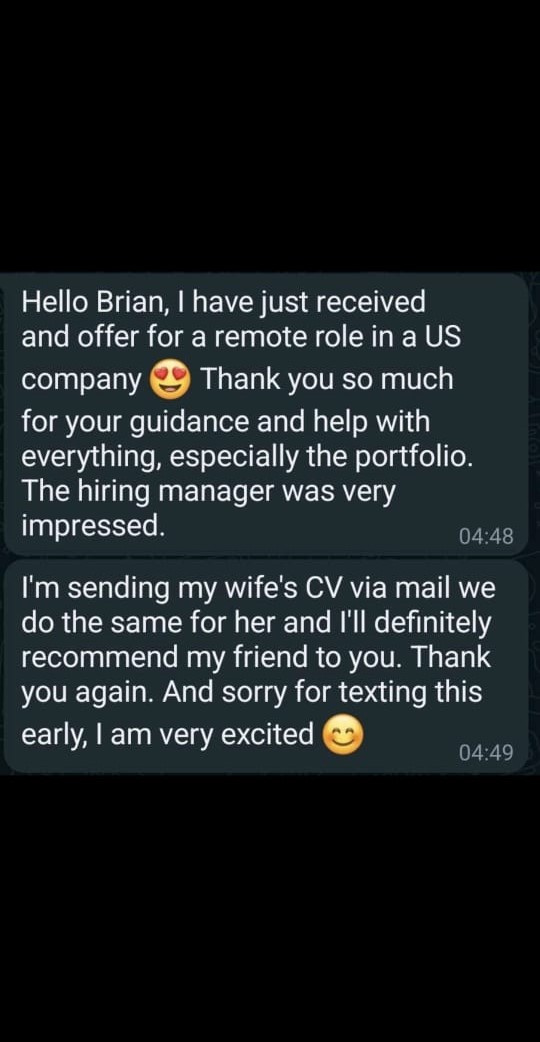 Hello Brian, I have just received
and offer for a remote role in a US
company 😍 Thank you so much
for your guidance and help with
everything, especially the portfolio.
The hiring manager was very
impressed.
04:48
I'm sending my wife's CV via mail we
do the same for her and I'll definitely
recommend my friend to you. Thank
you again. And sorry for texting this
early, I am very excited 😊
04:49